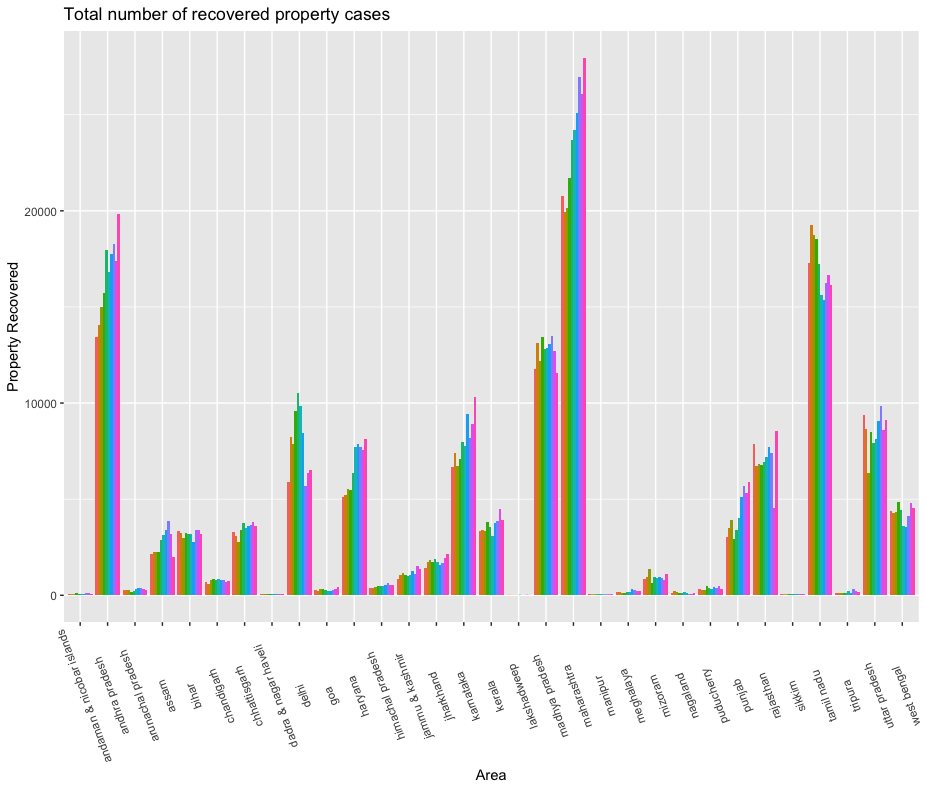 Total number of recovered property cases
Property Recovered
20000
10000
0
andaman & nicobar islands
andhra pradesh
arunachal pradesh
assam
bihar
chandigarh
chhattisgarh
dadra & nagar haveli
delhi
goa
haryana
himachal pradesh
jammu & kashmir
jharkhand
karnataka
kerala
lakshadweep
madhya pradesh
maharashtra
manipur
meghalaya
mizoram
nagaland
puducherry
punjab
rajasthan
sikkim
tamil nadu
tripura
uttar pradesh
west bengal
Area